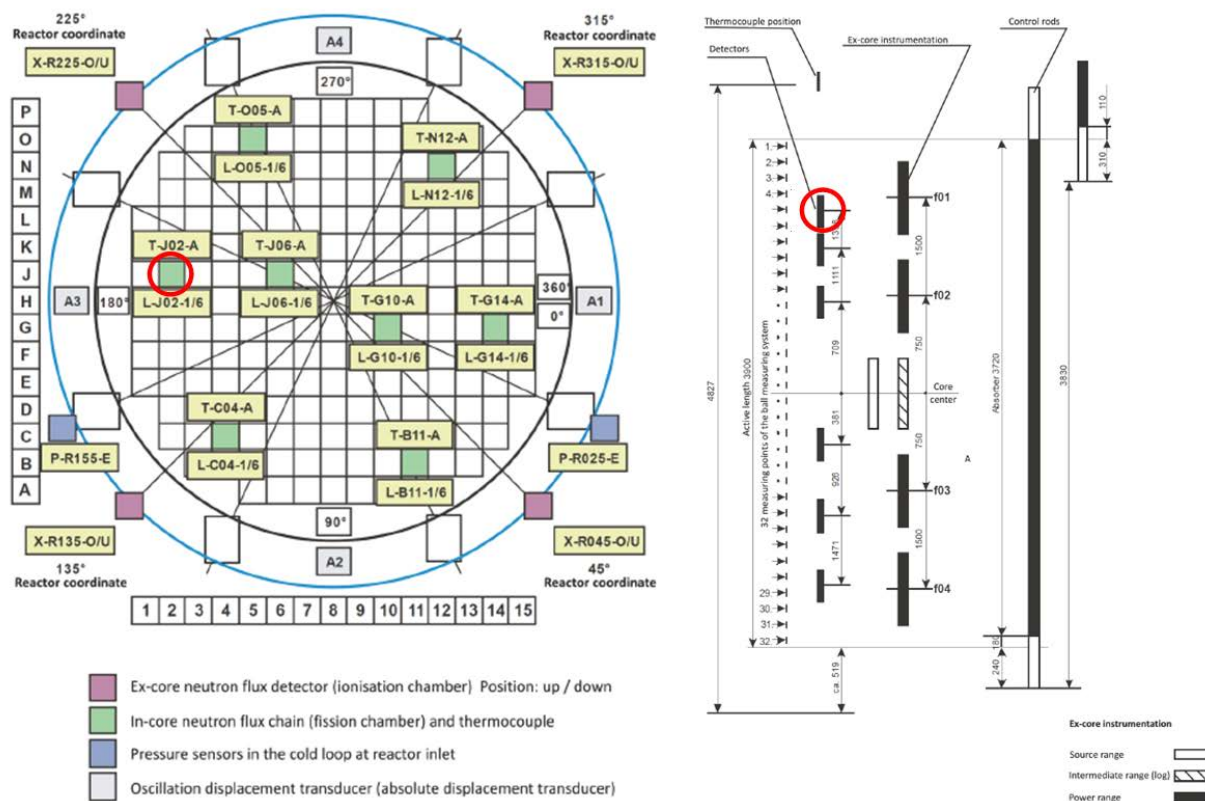 225°
Reactor coordinate
X-R225-O/U
315°
Reactor coordinate
X-R315-O/U
A4
270°
P
O
N
M
L
K
J
H
G
F
E
D
C
B
A
T-O05-A
L-O05-1/6
T-N12-A
L-N12-1/6
T-J02-A
L-J02-1/6
T-J06-A
L-J06-1/6
A3
180°
T-G10-A
L-G10-1/6
T-G14-A
L-G14-1/6
360°
0°
A1
T-C04-A
L-C04-1/6
T-B11-A
L-B11-1/6
P-R155-E
P-R025-E
90°
A2
X-R135-O/U
135°
Reactor coordinate
X-R045-O/U
45°
Reactor coordinate
1 2 3 4 5 6 7 8 9 10 11 12 13 14 15
Ex-core neutron flux detector (ionisation chamber) Position: up / down
In-core neutron flux chain (fission chamber) and thermocouple
Pressure sensors in the cold loop at reactor inlet
Oscillation displacement transducer (absolute displacement transducer)
Thermocouple position
Detectors
Ex-core instrumentation
Control rods
110
310
1.
2.
3.
4.
29.
30.
31.
32.
f01
f02
f03
f04
1500
750
750
1500
1111
709
381
926
1471
Core
center
A
4827
Active length 3900
32 measuring points of the ball measuring system
Absorber 3720
3830
180
240
ca. 519
Ex-core instrumentation
Source range
Intermediate range (log)
Power range